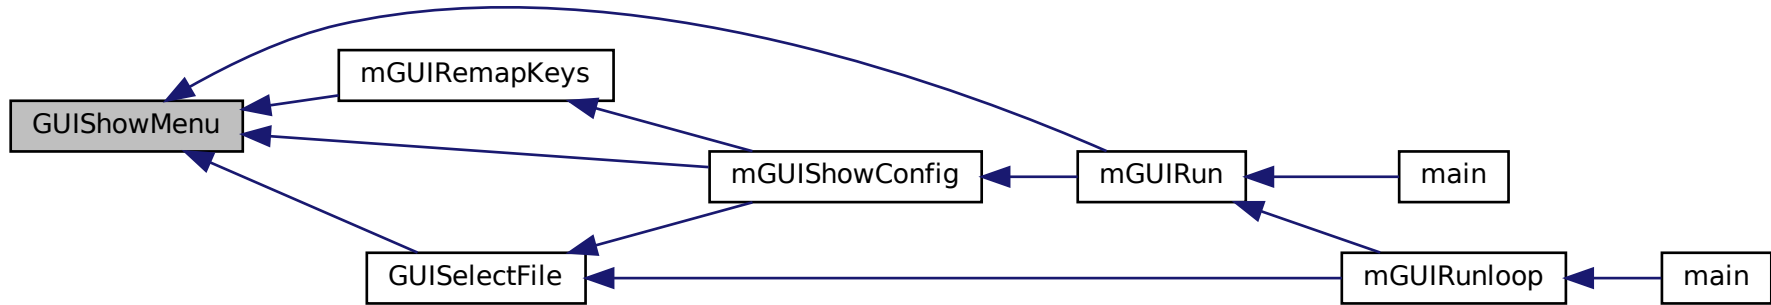 mGUIRemapKeys
GUIShowMenu
mGUIShowConfig
mGUIRun
main
GUISelectFile
mGUIRunloop
main